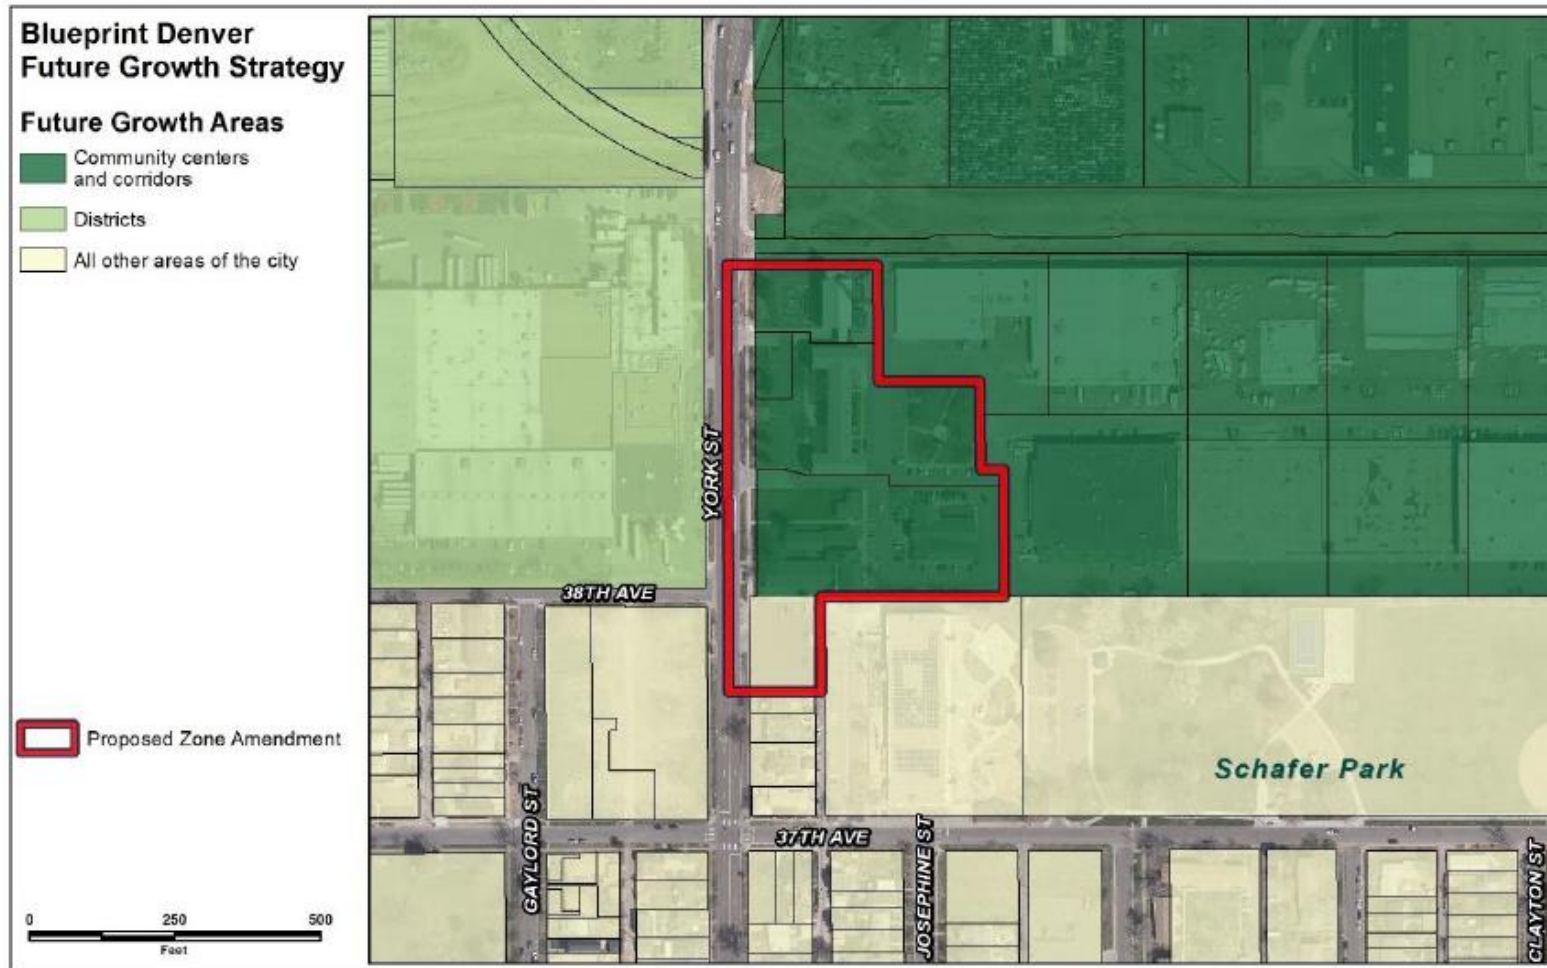 Blueprint Denver
Future Growth Strategy
Future Growth Areas
Community centers
and corridors
Districts
All other areas of the city
Proposed Zone Amendment
0 250 500
Feet
YORK ST
38TH AVE
Schafer Park
37TH AVE
GAYLORD ST
JOSEPHINE ST
CLAYTON ST